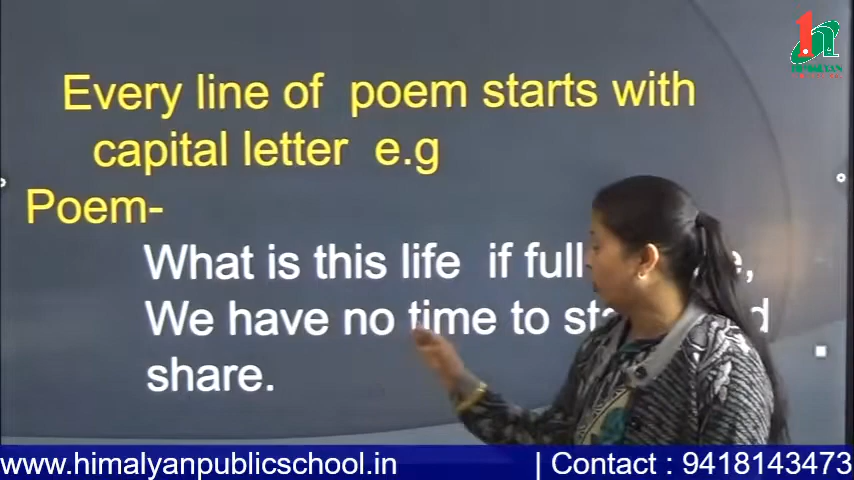 Every line of poem starts with
capital letter e.g
Poem-
What is this life if full
We have no time to
share.
HIMALYAN
www.himalyanpublicschool.in | Contact : 9418143473